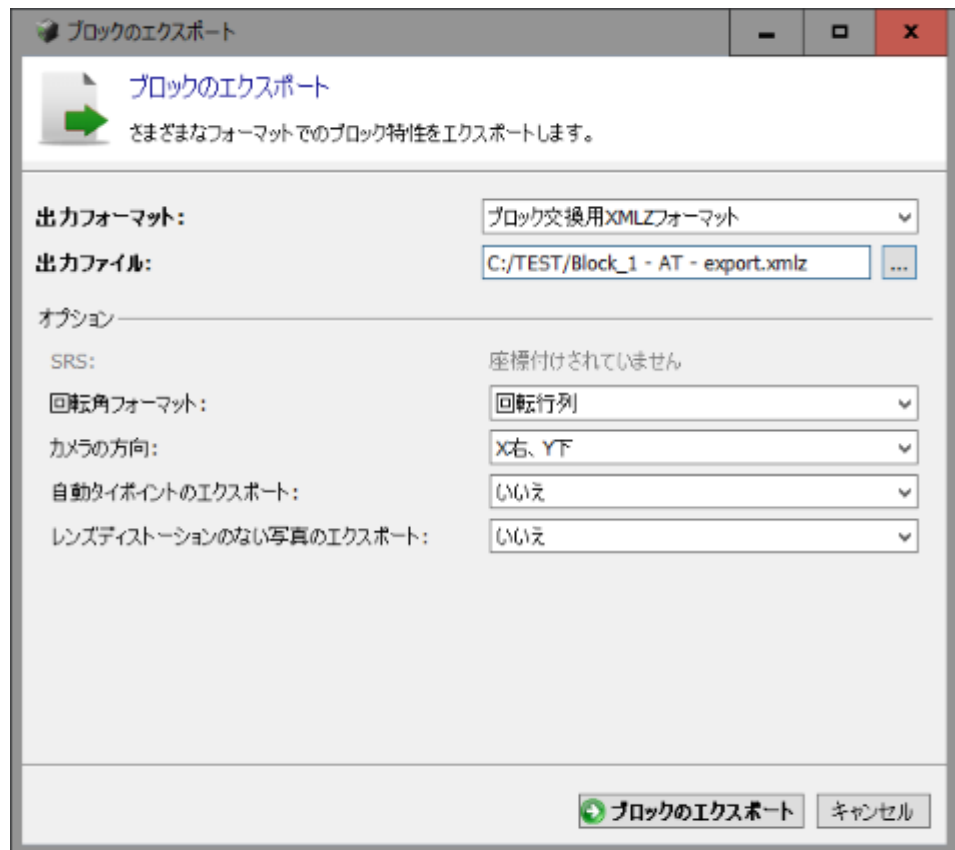 ブロックのエクスポート
ブロックのエクスポート
さまざまなフォーマットでのブロック特性をエクスポートします。
出力フォーマット: ブロック交換用XMLZフォーマット
出力ファイル: C:/TEST/Block_1 - AT - export.xmlz ...
オプション
SRS: 座標付けされていません
回転角フォーマット: 回転行列
カメラの方向: X右、Y下
自動タイポイントのエクスポート: いいえ
レンズディストーションのない写真のエクスポート: いいえ
ブロックのエクスポート キャンセル